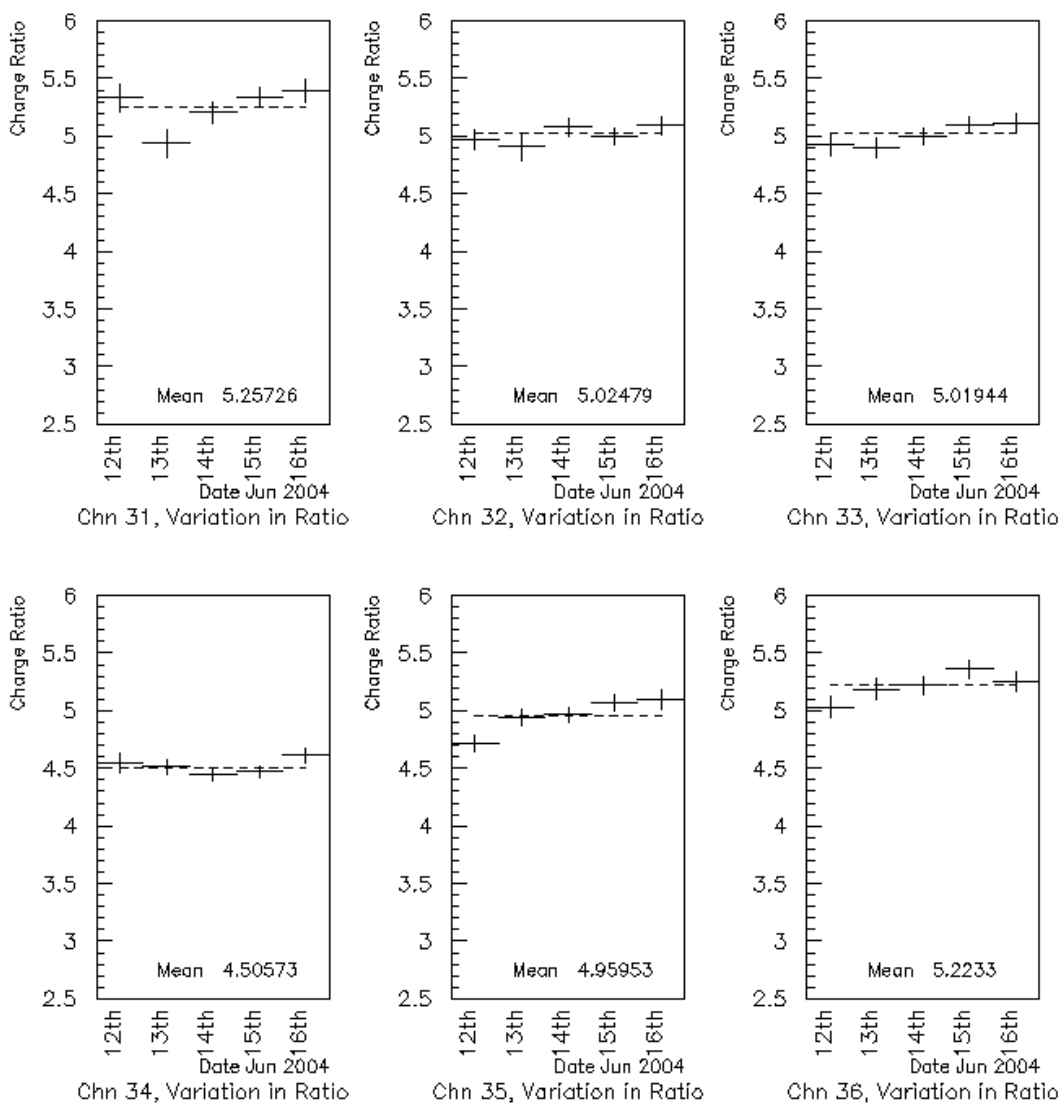 Charge Ratio
6
5.5
5
4.5
4
3.5
3
2.5
Mean 5.25726
12th 13th 14th 15th 16th
Date Jun 2004
Chn 31, Variation in Ratio
Charge Ratio
6
5.5
5
4.5
4
3.5
3
2.5
Mean 5.02479
12th 13th 14th 15th 16th
Date Jun 2004
Chn 32, Variation in Ratio
Charge Ratio
6
5.5
5
4.5
4
3.5
3
2.5
Mean 5.01944
12th 13th 14th 15th 16th
Date Jun 2004
Chn 33, Variation in Ratio
Charge Ratio
6
5.5
5
4.5
4
3.5
3
2.5
Mean 4.50573
12th 13th 14th 15th 16th
Date Jun 2004
Chn 34, Variation in Ratio
Charge Ratio
6
5.5
5
4.5
4
3.5
3
2.5
Mean 4.95953
12th 13th 14th 15th 16th
Date Jun 2004
Chn 35, Variation in Ratio
Charge Ratio
6
5.5
5
4.5
4
3.5
3
2.5
Mean 5.2233
12th 13th 14th 15th 16th
Date Jun 2004
Chn 36, Variation in Ratio